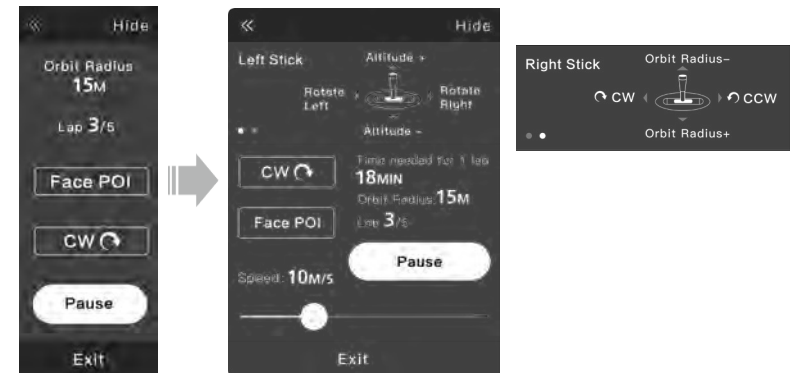 Hide
Orbit Radius
15M
Lap 3/5
Face POI
CW
Pause
Exit
Hide
Left Stick
Altitude +
Rotate Left
Rotate Right
Altitude -
CW
Time needed for 1 lap
18MIN
Orbit Radius 15M
Lap 3/5
Face POI
Pause
Speed: 10M/S
Exit
Right Stick
Orbit Radius-
CW
CCW
Orbit Radius+